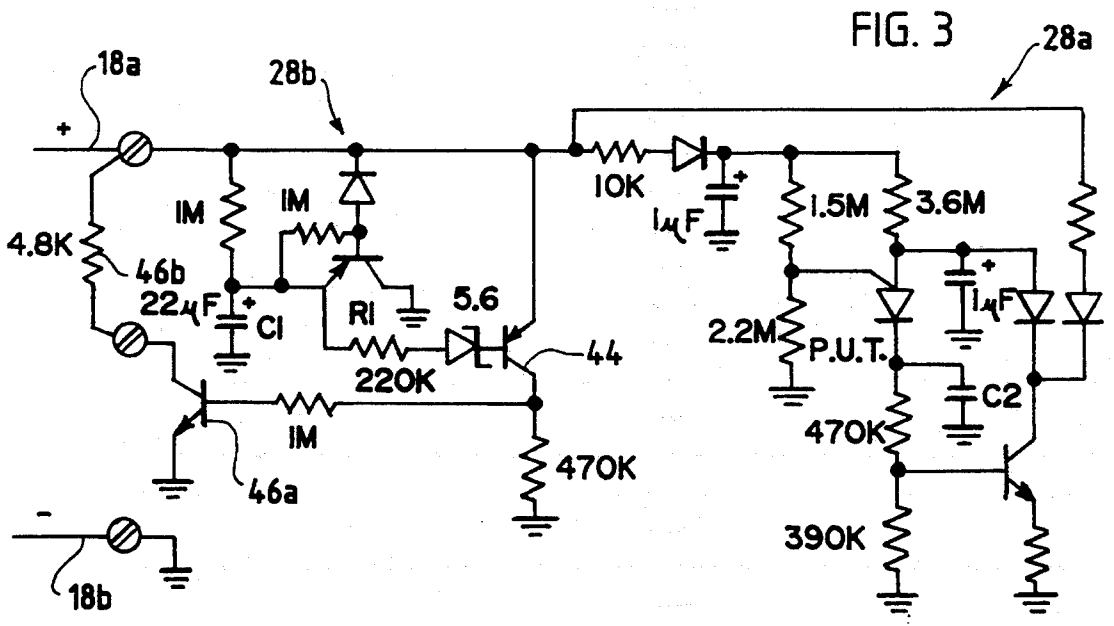 FIG. 3
18a
28b
28a
+
1M
1M
10K
+
1µF
1.5M
3.6M
4.8K
46b
22µF
+
C1
R1
5.6
220K
44
2.2M
P.U.T.
+
1µF
C2
1M
470K
470K
46a
390K
-
18b